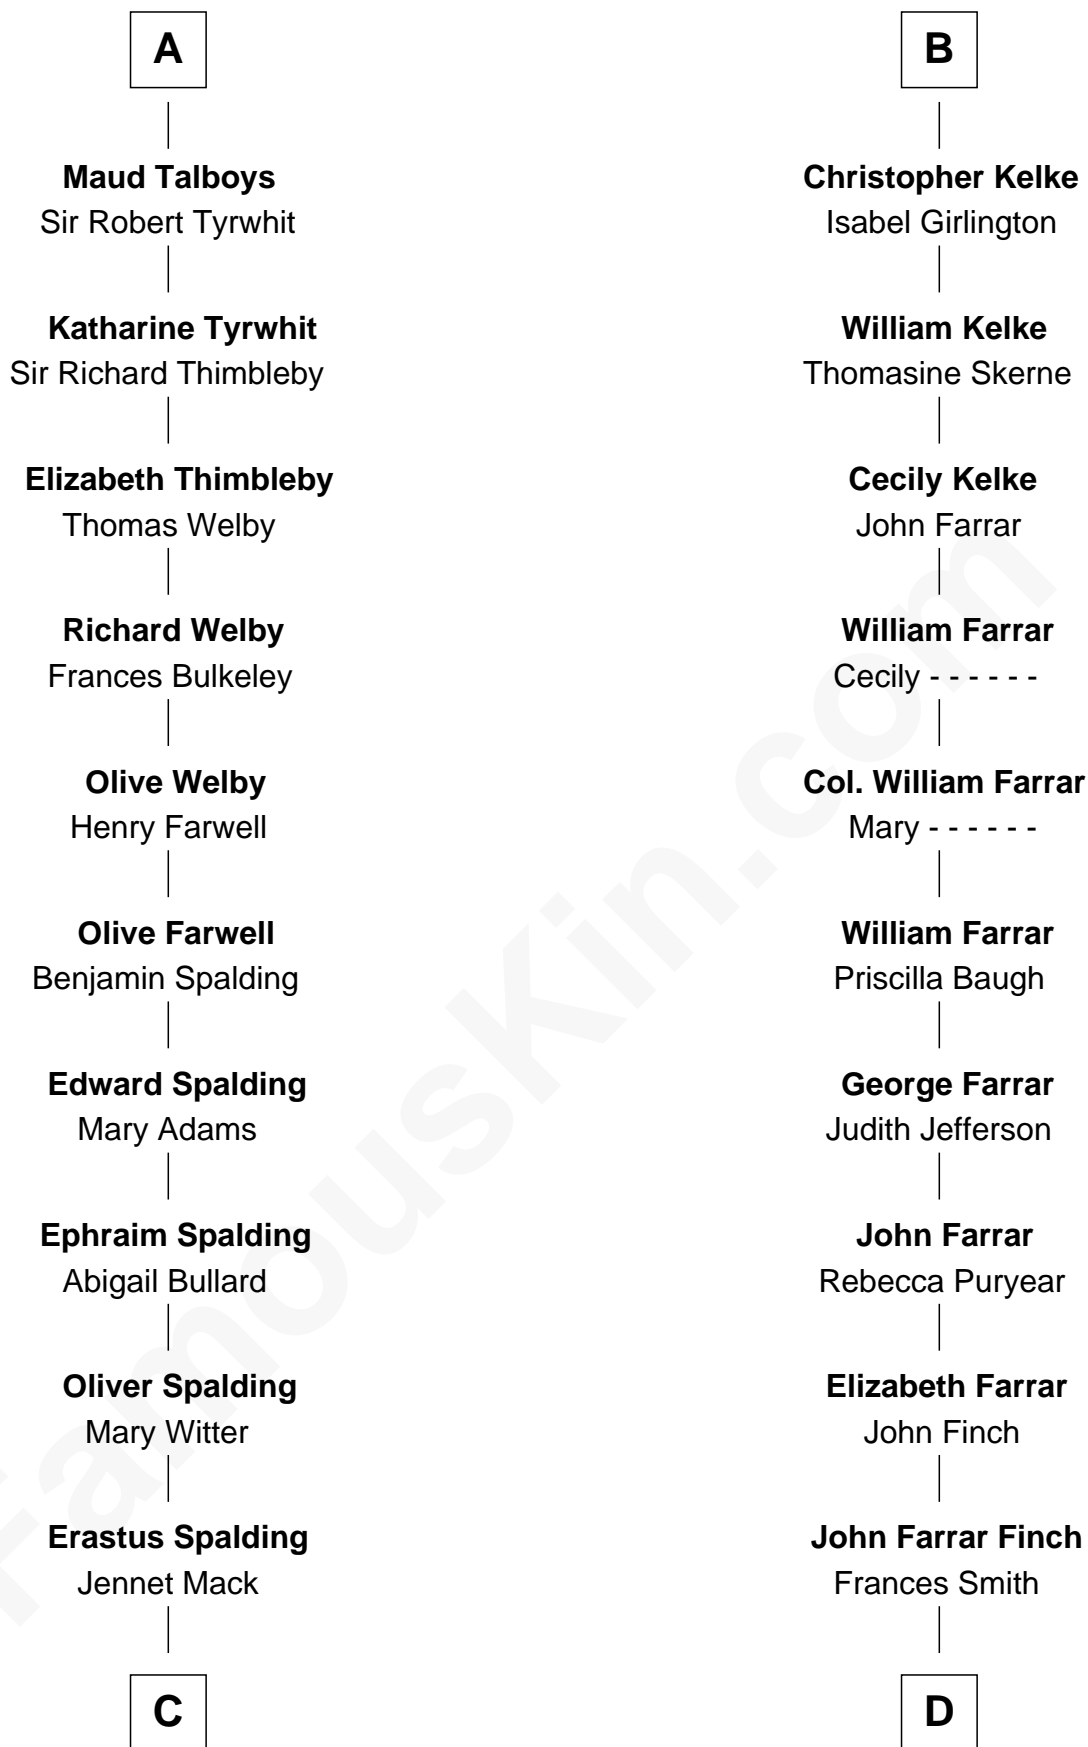 A
Maud Talboys
Sir Robert Tyrwhit
Katharine Tyrwhit
Sir Richard Thimbleby
Elizabeth Thimbleby
Thomas Welby
Richard Welby
Frances Bulkeley
Olive Welby
Henry Farwell
Olive Farwell
Benjamin Spalding
Edward Spalding
Mary Adams
Ephraim Spalding
Abigail Bullard
Oliver Spalding
Mary Witter
Erastus Spalding
Jennet Mack
C
B
Christopher Kelke
Isabel Girlington
William Kelke
Thomasine Skerne
Cecily Kelke
John Farrar
William Farrar
Cecily - - - - - -
Col. William Farrar
Mary - - - - - -
William Farrar
Priscilla Baugh
George Farrar
Judith Jefferson
John Farrar
Rebecca Puryear
Elizabeth Farrar
John Finch
John Farrar Finch
Frances Smith
D
FamousKin.com